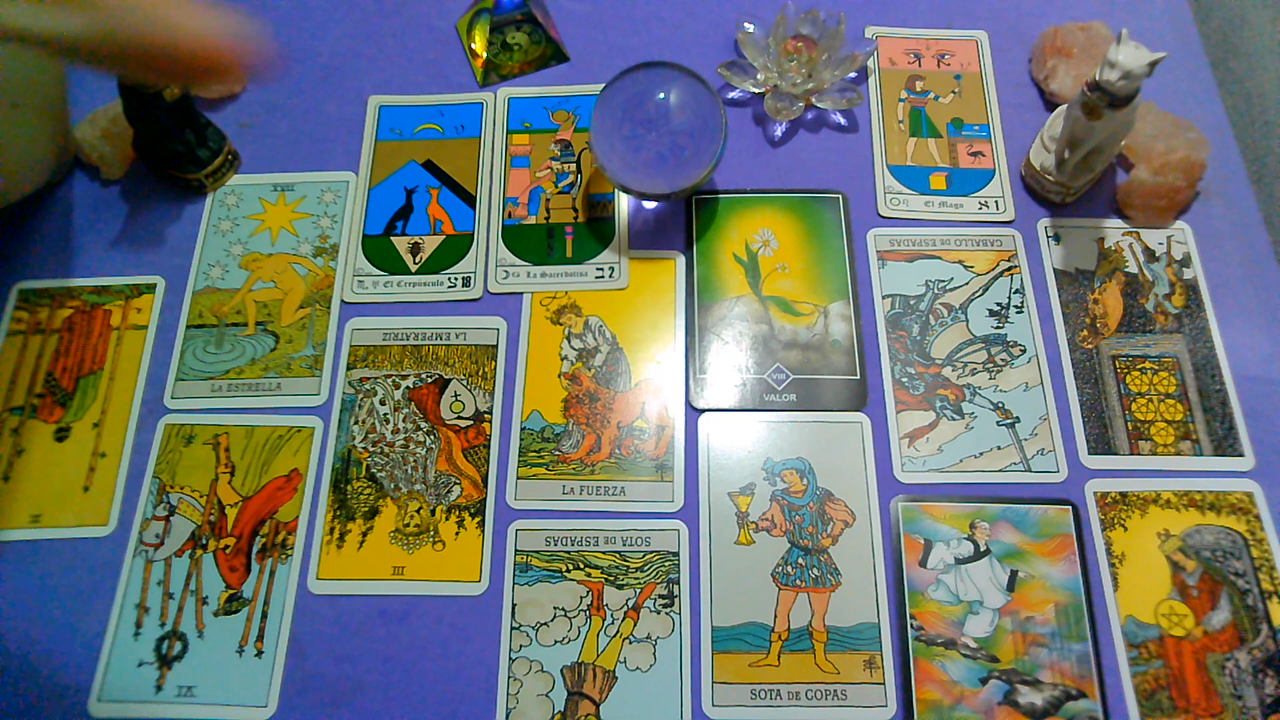 El Crepúsculo 18
La Sacerdotisa 2
El Mago 1
XVII
LA ESTRELLA
LA EMPERATRIZ
III
LA FUERZA
VIII
VALOR
CABALLO DE ESPADAS
VI
SOTA DE ESPADAS
SOTA DE COPAS